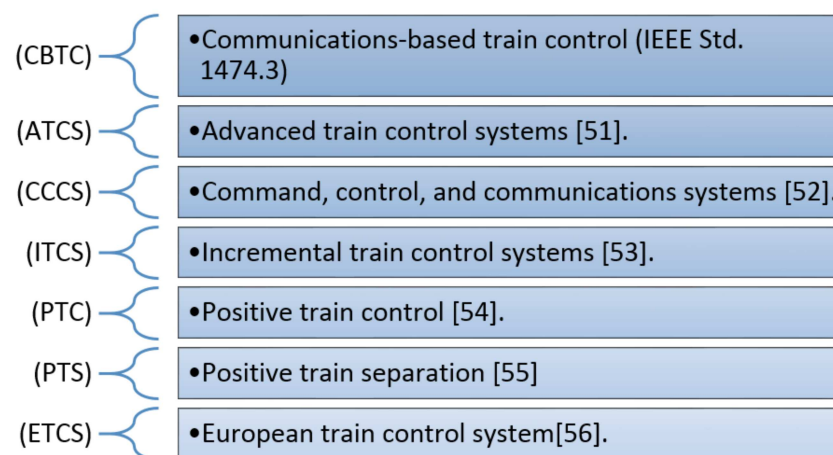 (CBTC) •Communications-based train control (IEEE Std.
1474.3)
(ATCS) •Advanced train control systems [51].
(CCCS) •Command, control, and communications systems [52].
(ITCS) •Incremental train control systems [53].
(PTC) •Positive train control [54].
(PTS) •Positive train separation [55]
(ETCS) •European train control system[56].